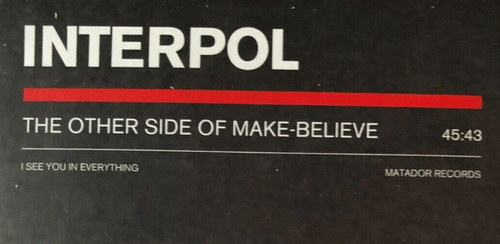 INTERPOL
THE OTHER SIDE OF MAKE-BELIEVE 45:43
I SEE YOU IN EVERYTHING MATADOR RECORDS